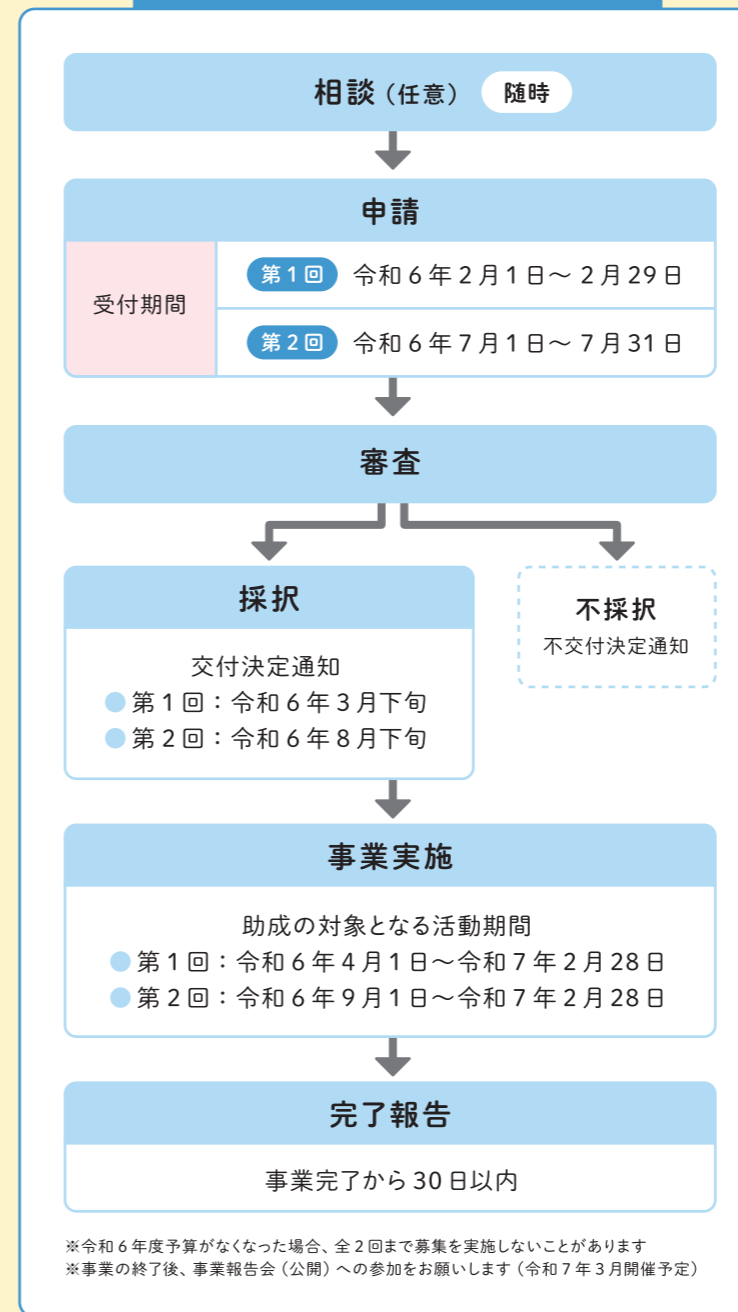 相談（任意） 随時
申請
受付期間
第1回 令和6年2月1日～2月29日
第2回 令和6年7月1日～7月31日
審査
採択
交付決定通知
●第1回：令和6年3月下旬
●第2回：令和6年8月下旬
不採択
不交付決定通知
事業実施
助成の対象となる活動期間
●第1回：令和6年4月1日～令和7年2月28日
●第2回：令和6年9月1日～令和7年2月28日
完了報告
事業完了から30日以内
※令和6年度予算がなくなった場合、全2回まで募集を実施しないことがあります
※事業の終了後、事業報告会（公開）への参加をお願いします（令和7年3月開催予定）